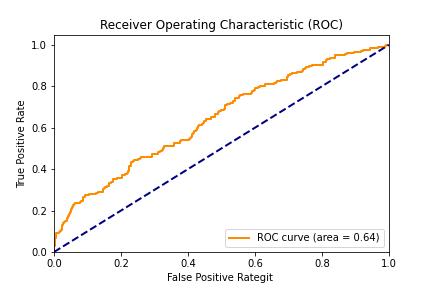 Receiver Operating Characteristic (ROC)
1.0
0.8
0.6
0.4
0.2
0.0
True Positive Rate
ROC curve (area = 0.64)
0.0 0.2 0.4 0.6 0.8 1.0
False Positive Rategit